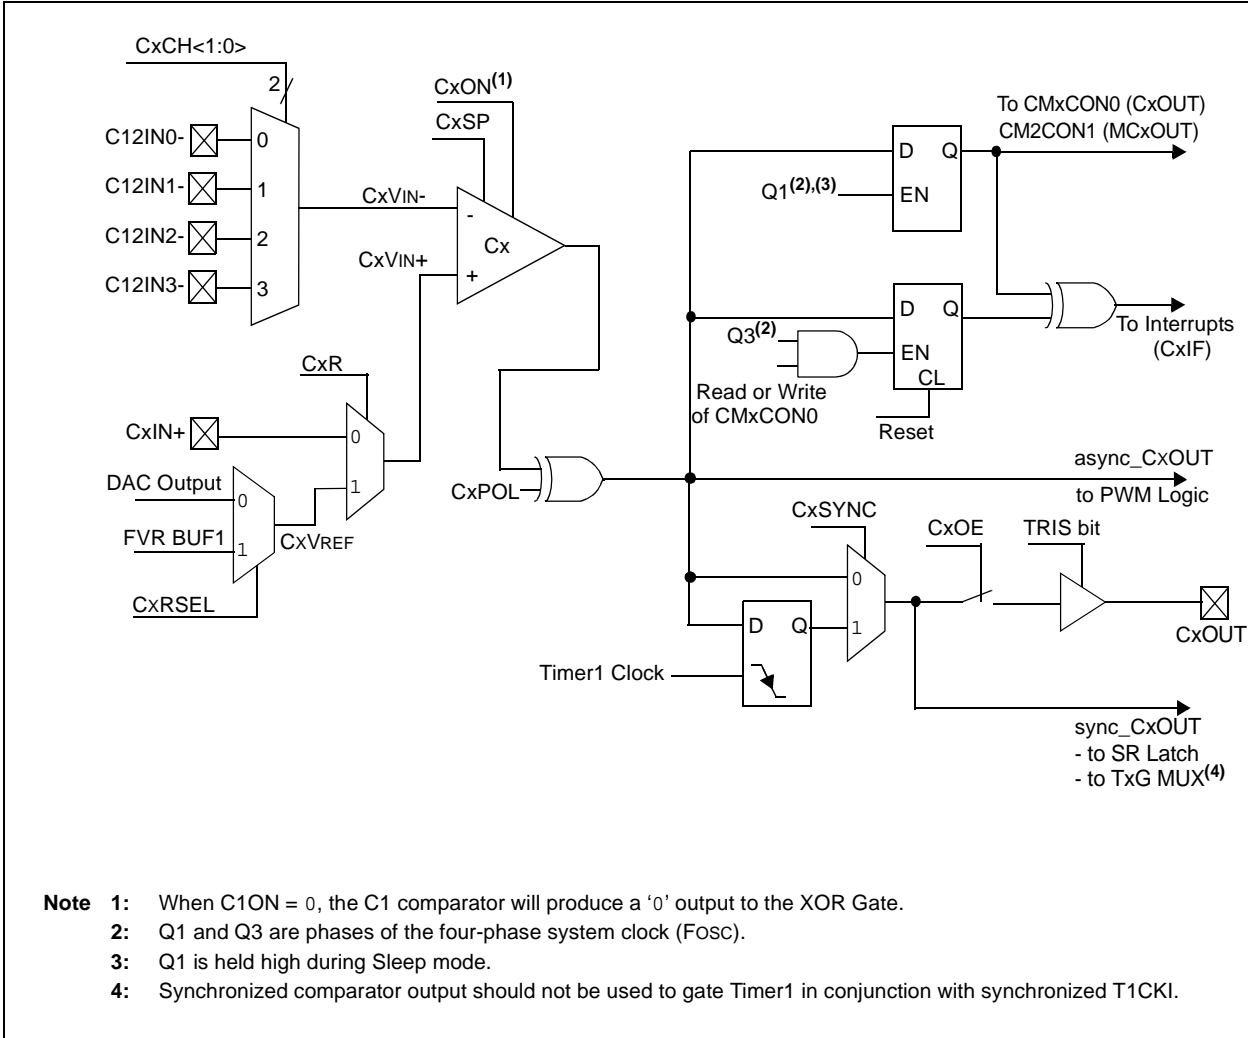 CxCH<1:0>
2
C12IN0-
0
C12IN1-
1
C12IN2-
2
C12IN3-
3
CxON(1)
CxSP
CxVIN-
-
Cx
CxVIN+
+
To CMxCON0 (CxOUT)
CM2CON1 (MCxOUT)
D Q
Q1(2),(3)
EN
D Q
Q3(2)
EN
CL
Read or Write
of CMxCON0
Reset
To Interrupts
(CxIF)
CxR
CxIN+
0
DAC Output
0
1
FVR BUF1
1
CxVREF
CxRSEL
CxPOL
async_CxOUT
to PWM Logic
CxSYNC
CxOE
TRIS bit
0
D Q
1
CxOUT
Timer1 Clock
sync_CxOUT
- to SR Latch
- to TxG MUX(4)
Note 1: When C1ON = 0, the C1 comparator will produce a ‘0’ output to the XOR Gate.
2: Q1 and Q3 are phases of the four-phase system clock (FOSC).
3: Q1 is held high during Sleep mode.
4: Synchronized comparator output should not be used to gate Timer1 in conjunction with synchronized T1CKI.